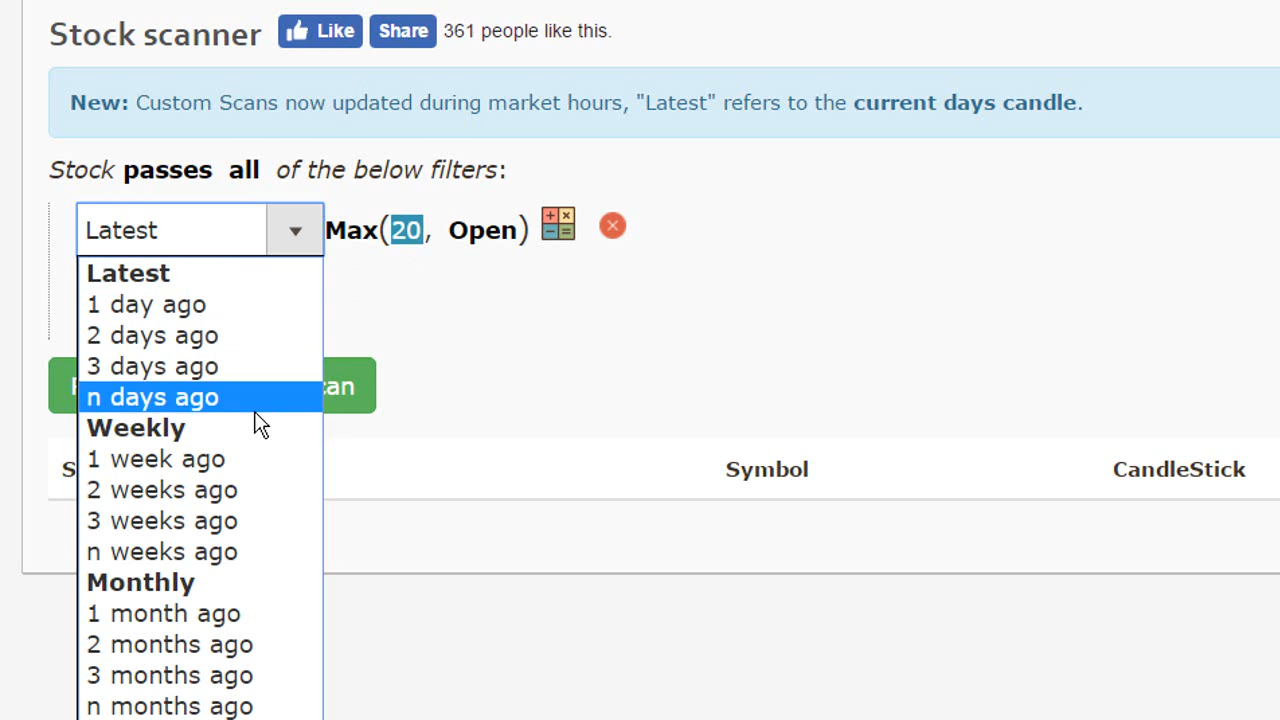 Stock scanner Like Share 361 people like this.
New: Custom Scans now updated during market hours, "Latest" refers to the current days candle.
Stock passes all of the below filters:
Latest Max(20, Open)
Latest
1 day ago
2 days ago
3 days ago
n days ago
Weekly
1 week ago
Symbol CandleStick
2 weeks ago
3 weeks ago
n weeks ago
Monthly
1 month ago
2 months ago
3 months ago
n months ago